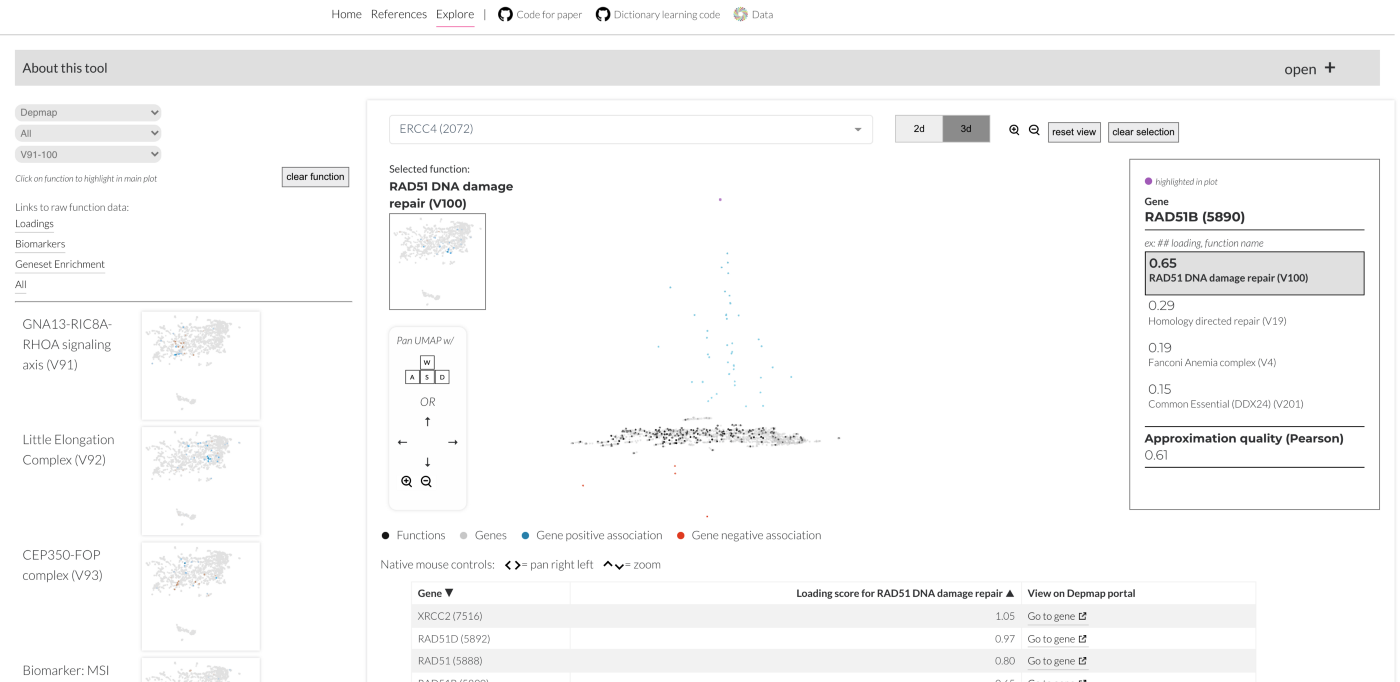 Home References Explore | Code for paper Dictionary learning code Data
About this tool open +
Depmap
All
V91-100
Click on function to highlight in main plot
clear function
Links to raw function data:
Loadings
Biomarkers
Geneset Enrichment
All
GNA13-RIC8A-
RHOA signaling
axis (V91)
Little Elongation
Complex (V92)
CEP350-FOP
complex (V93)
Biomarker: MSI
ERCC4 (2072)
2d 3d reset view clear selection
Selected function:
RAD51 DNA damage
repair (V100)
Pan UMAP w/
W
A S D
OR
↑
← →
↓
highlighted in plot
Gene
RAD51B (5890)
ex: ## loading, function name
0.65
RAD51 DNA damage repair (V100)
0.29
Homology directed repair (V19)
0.19
Fanconi Anemia complex (V4)
0.15
Common Essential (DDX24) (V201)
Approximation quality (Pearson)
0.61
Functions Genes Gene positive association Gene negative association
Native mouse controls: = pan right left = zoom
Gene ▼ Loading score for RAD51 DNA damage repair ▲ View on Depmap portal
XRCC2 (7516) 1.05 Go to gene
RAD51D (5892) 0.97 Go to gene
RAD51 (5888) 0.80 Go to gene